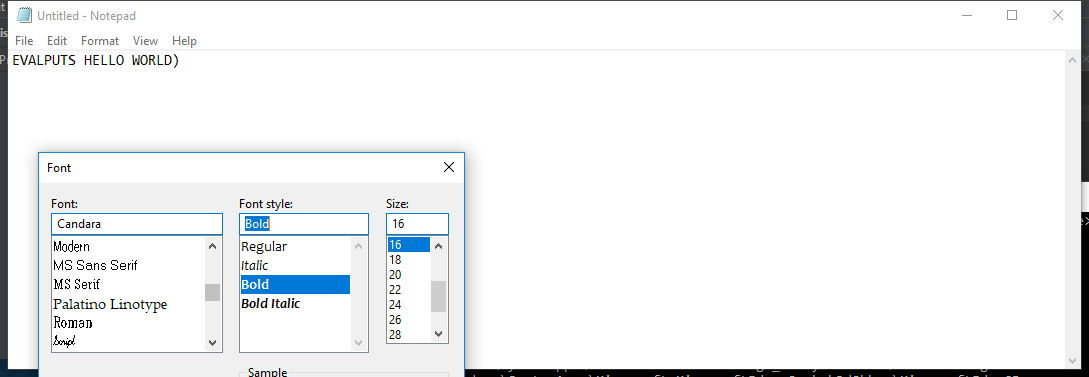 Untitled - Notepad
File Edit Format View Help
EVALPUTS HELLO WORLD)
Font
Font: Font style: Size:
Candara Bold 16
Modern Regular 16
MS Sans Serif Italic 18
MS Serif Bold 20
Palatino Linotype Bold Italic 22
Roman 24
Script 26
28
Sample